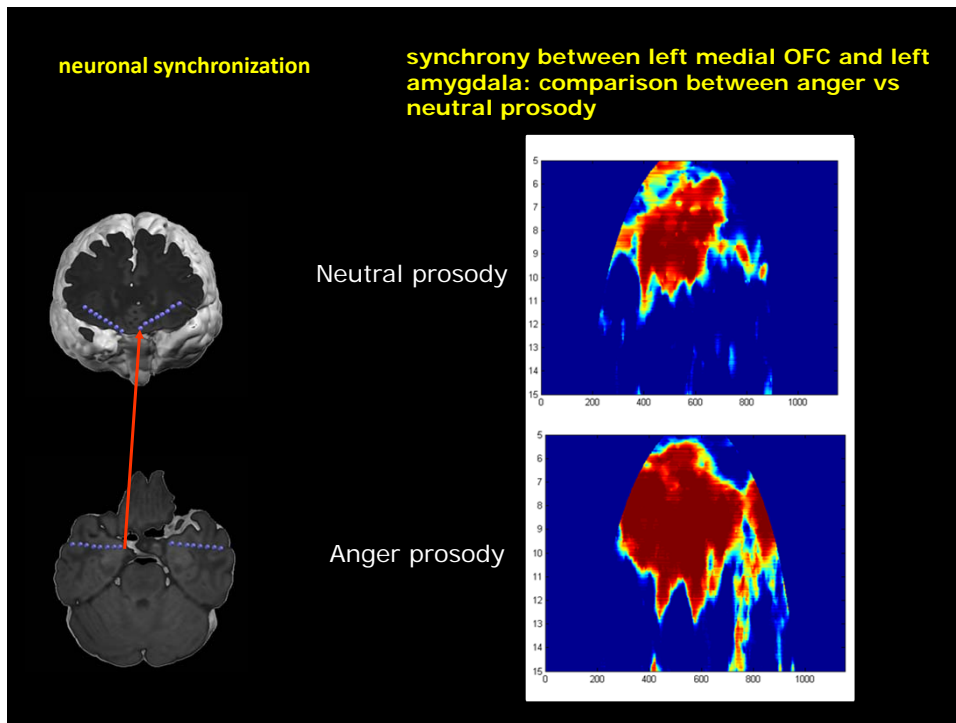 neuronal synchronization
synchrony between left medial OFC and left
amygdala: comparison between anger vs
neutral prosody
Neutral prosody
5
6
7
8
9
10
11
12
13
14
15
0 200 400 600 800 1000
Anger prosody
5
6
7
8
9
10
11
12
13
14
15
0 200 400 600 800 1000